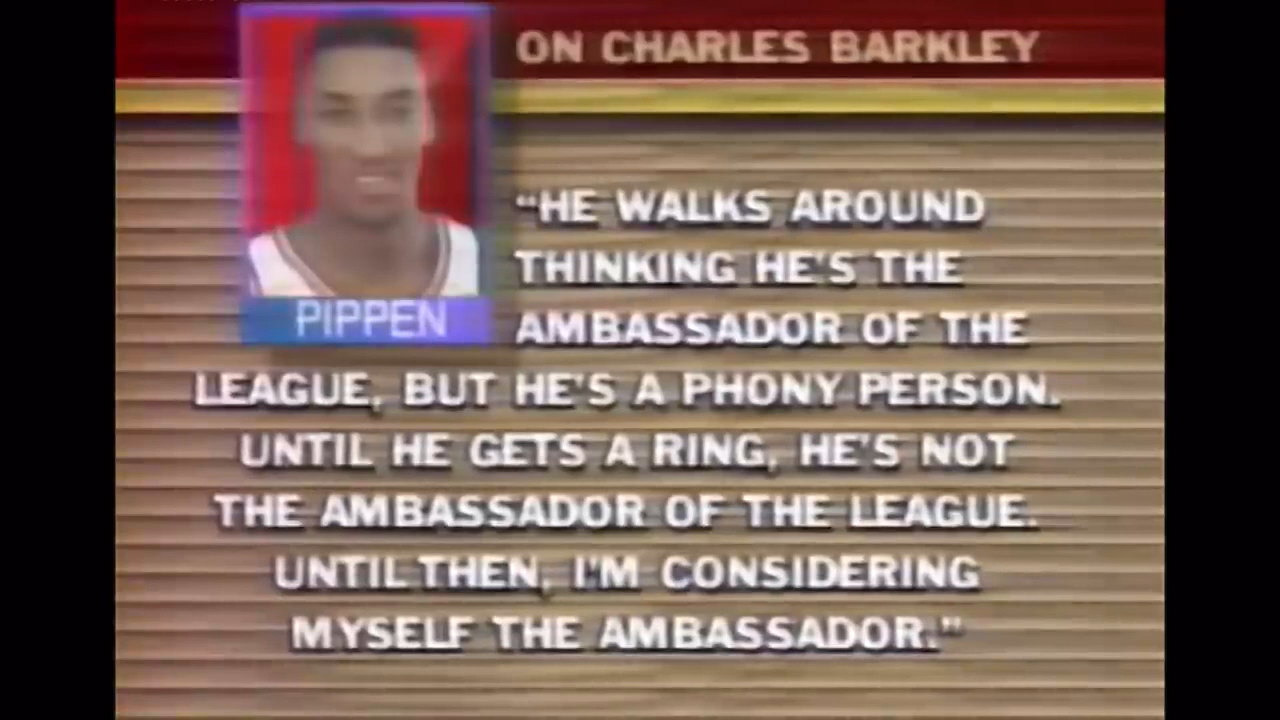 ON CHARLES BARKLEY
PIPPEN
“HE WALKS AROUND
THINKING HE'S THE
AMBASSADOR OF THE
LEAGUE, BUT HE'S A PHONY PERSON.
UNTIL HE GETS A RING, HE'S NOT
THE AMBASSADOR OF THE LEAGUE.
UNTIL THEN, I'M CONSIDERING
MYSELF THE AMBASSADOR.”